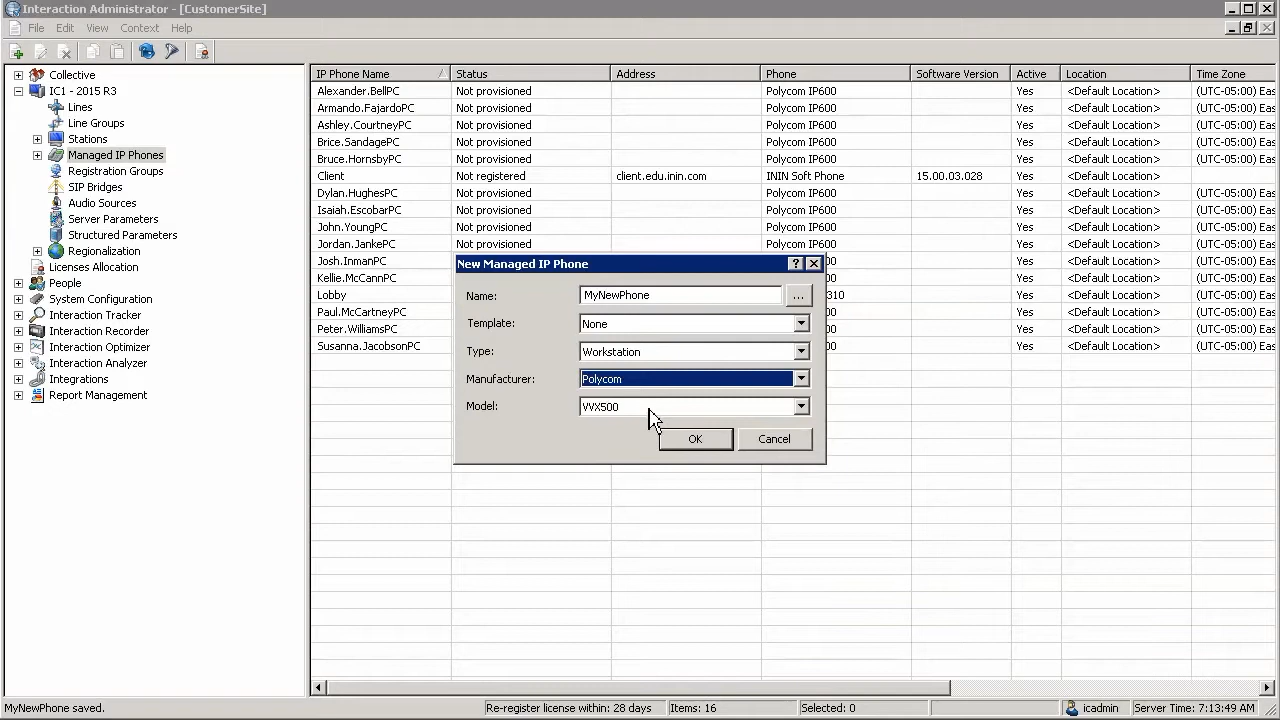 Interaction Administrator - [CustomerSite]
File Edit View Context Help
Collective
IC1 - 2015 R3
Lines
Line Groups
Stations
Managed IP Phones
Registration Groups
SIP Bridges
Audio Sources
Server Parameters
Structured Parameters
Regionalization
Licenses Allocation
People
System Configuration
Interaction Tracker
Interaction Recorder
Interaction Optimizer
Interaction Analyzer
Integrations
Report Management
IP Phone Name Status Address Phone Software Version Active Location Time Zone
Alexander.BellPC Not provisioned Polycom IP600 Yes <Default Location> (UTC-05:00) Eas
Armando.FajardoPC Not provisioned Polycom IP600 Yes <Default Location> (UTC-05:00) Eas
Ashley.CourtneyPC Not provisioned Polycom IP600 Yes <Default Location> (UTC-05:00) Eas
Brice.SandagePC Not provisioned Polycom IP600 Yes <Default Location> (UTC-05:00) Eas
Bruce.HornsbyPC Not provisioned Polycom IP600 Yes <Default Location> (UTC-05:00) Eas
Client Not registered client.edu.inin.com ININ Soft Phone 15.00.03.028 Yes <Default Location>
Dylan.HughesPC Not provisioned Polycom IP600 Yes <Default Location> (UTC-05:00) Eas
Isaiah.EscobarPC Not provisioned Polycom IP600 Yes <Default Location> (UTC-05:00) Eas
John.YoungPC Not provisioned Polycom IP600 Yes <Default Location> (UTC-05:00) Eas
Jordan.JankePC Not provisioned Polycom IP600 Yes <Default Location> (UTC-05:00) Eas
Josh.InmanPC Yes <Default Location> (UTC-05:00) Eas
Kellie.McCannPC Yes <Default Location> (UTC-05:00) Eas
Lobby 310 Yes <Default Location> (UTC-05:00) Eas
Paul.McCartneyPC Yes <Default Location> (UTC-05:00) Eas
Peter.WilliamsPC Yes <Default Location> (UTC-05:00) Eas
Susanna.JacobsonPC Yes <Default Location> (UTC-05:00) Eas
New Managed IP Phone
Name: MyNewPhone ...
Template: None
Type: Workstation
Manufacturer: Polycom
Model: VVX500
OK Cancel
MyNewPhone saved. Re-register license within: 28 days Items: 16 Selected: 0 icadmin Server Time: 7:13:49 AM